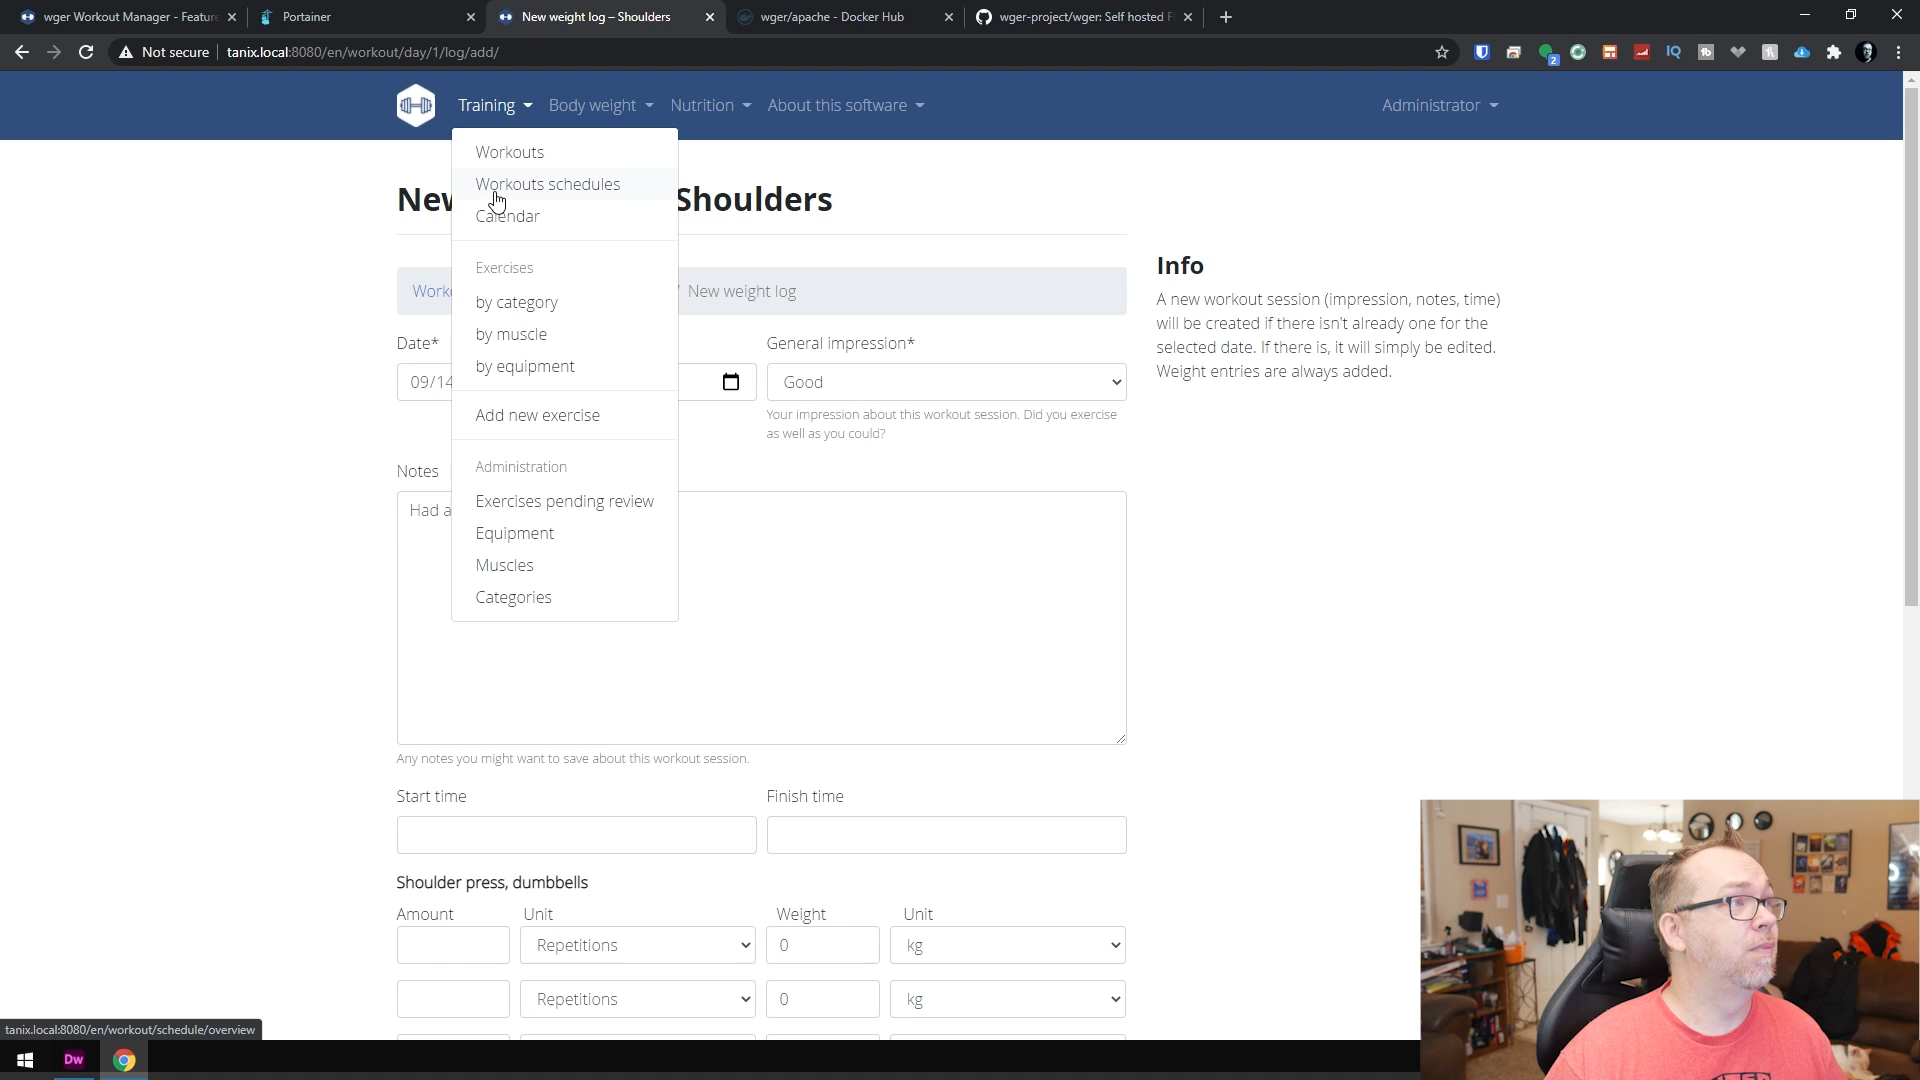 wger Workout Manager - Feature
Portainer
New weight log – Shoulders
wger/apache - Docker Hub
wger-project/wger: Self hosted F
Not secure
tanix.local:8080/en/workout/day/1/log/add/
2
IQ
Training
Body weight
Nutrition
About this software
Administrator
Workouts
Workouts schedules
Calendar
Exercises
by category
by muscle
by equipment
Add new exercise
Administration
Exercises pending review
Equipment
Muscles
Categories
Shoulders
/ New weight log
Date*
09/14
General impression*
Good
Your impression about this workout session. Did you exercise
as well as you could?
Notes
Had a
Any notes you might want to save about this workout session.
Start time
Finish time
Shoulder press, dumbbells
Amount
Unit
Weight
Unit
Repetitions
0
kg
Repetitions
0
kg
Info
A new workout session (impression, notes, time)
will be created if there isn't already one for the
selected date. If there is, it will simply be edited.
Weight entries are always added.
tanix.local:8080/en/workout/schedule/overview
Dw